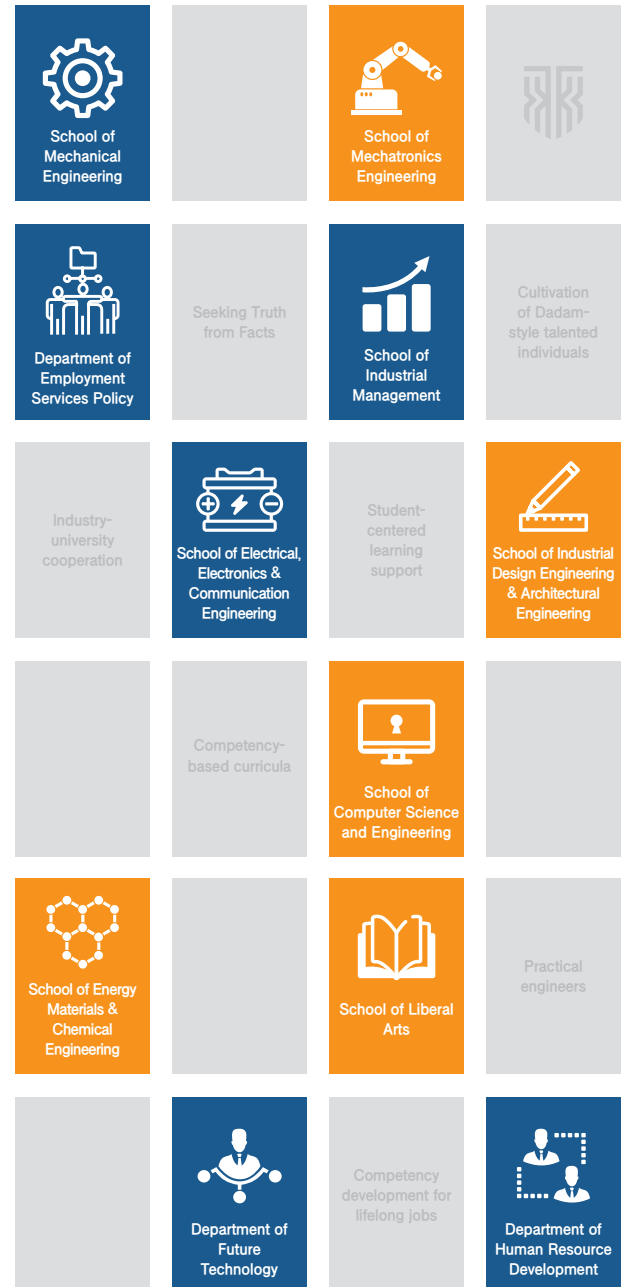 School of
Mechanical
Engineering
School of
Mechatronics
Engineering
Department of
Employment
Services Policy
Seeking Truth
from Facts
School of
Industrial
Management
Cultivation
of Dadam-
style talented
individuals
Industry-
university
cooperation
School of Electrical,
Electronics &
Communication
Engineering
Student-
centered
learning
support
School of Industrial
Design Engineering
& Architectural
Engineering
Competency-
based curricula
School of
Computer Science
and Engineering
School of Energy
Materials &
Chemical
Engineering
School of Liberal
Arts
Practical
engineers
Department of
Future
Technology
Competency
development for
lifelong jobs
Department of
Human Resource
Development